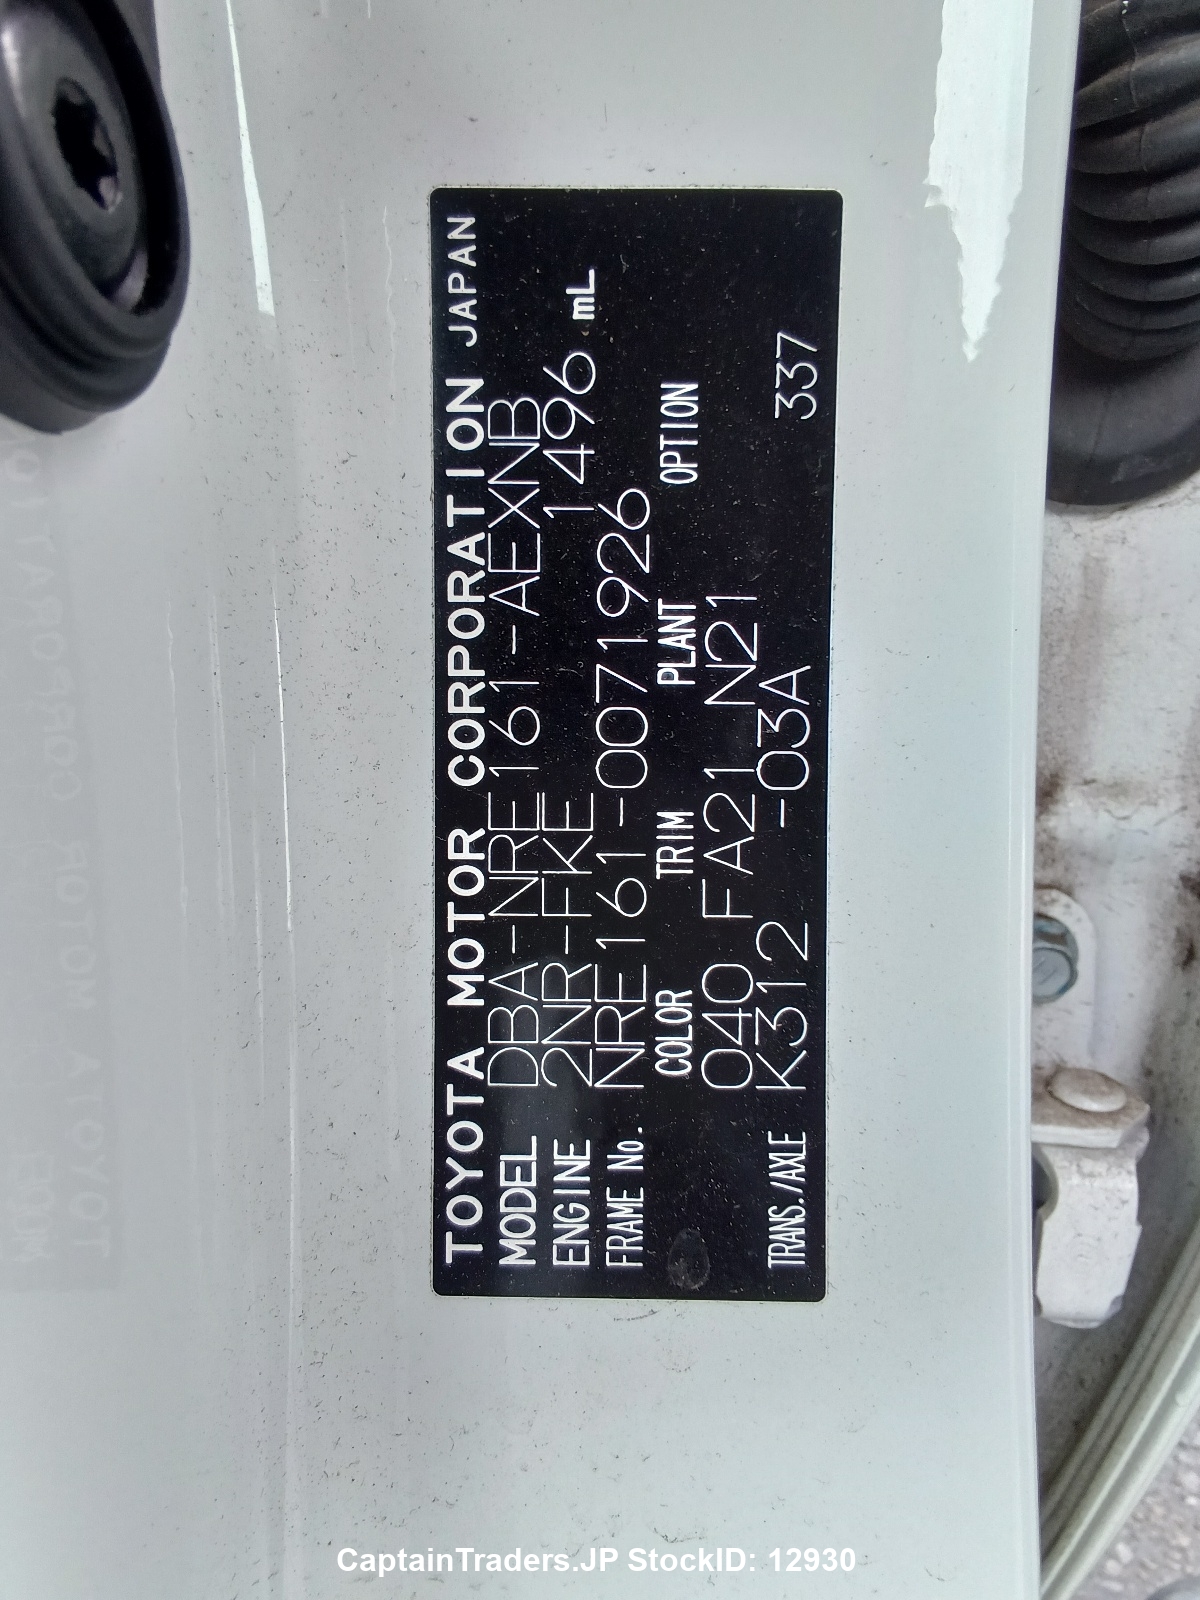 TOYOTA MOTOR CORPORATION JAPAN
MODEL DBA-NRE161-AEXNB
ENGINE 2NR-FKE 1496 mL
FRAME No. NRE161-0071926
COLOR TRIM PLANT OPTION
040 FA21 N21
TRANS./AXLE K312 -03A 337
CaptainTraders.JP StockID: 12930